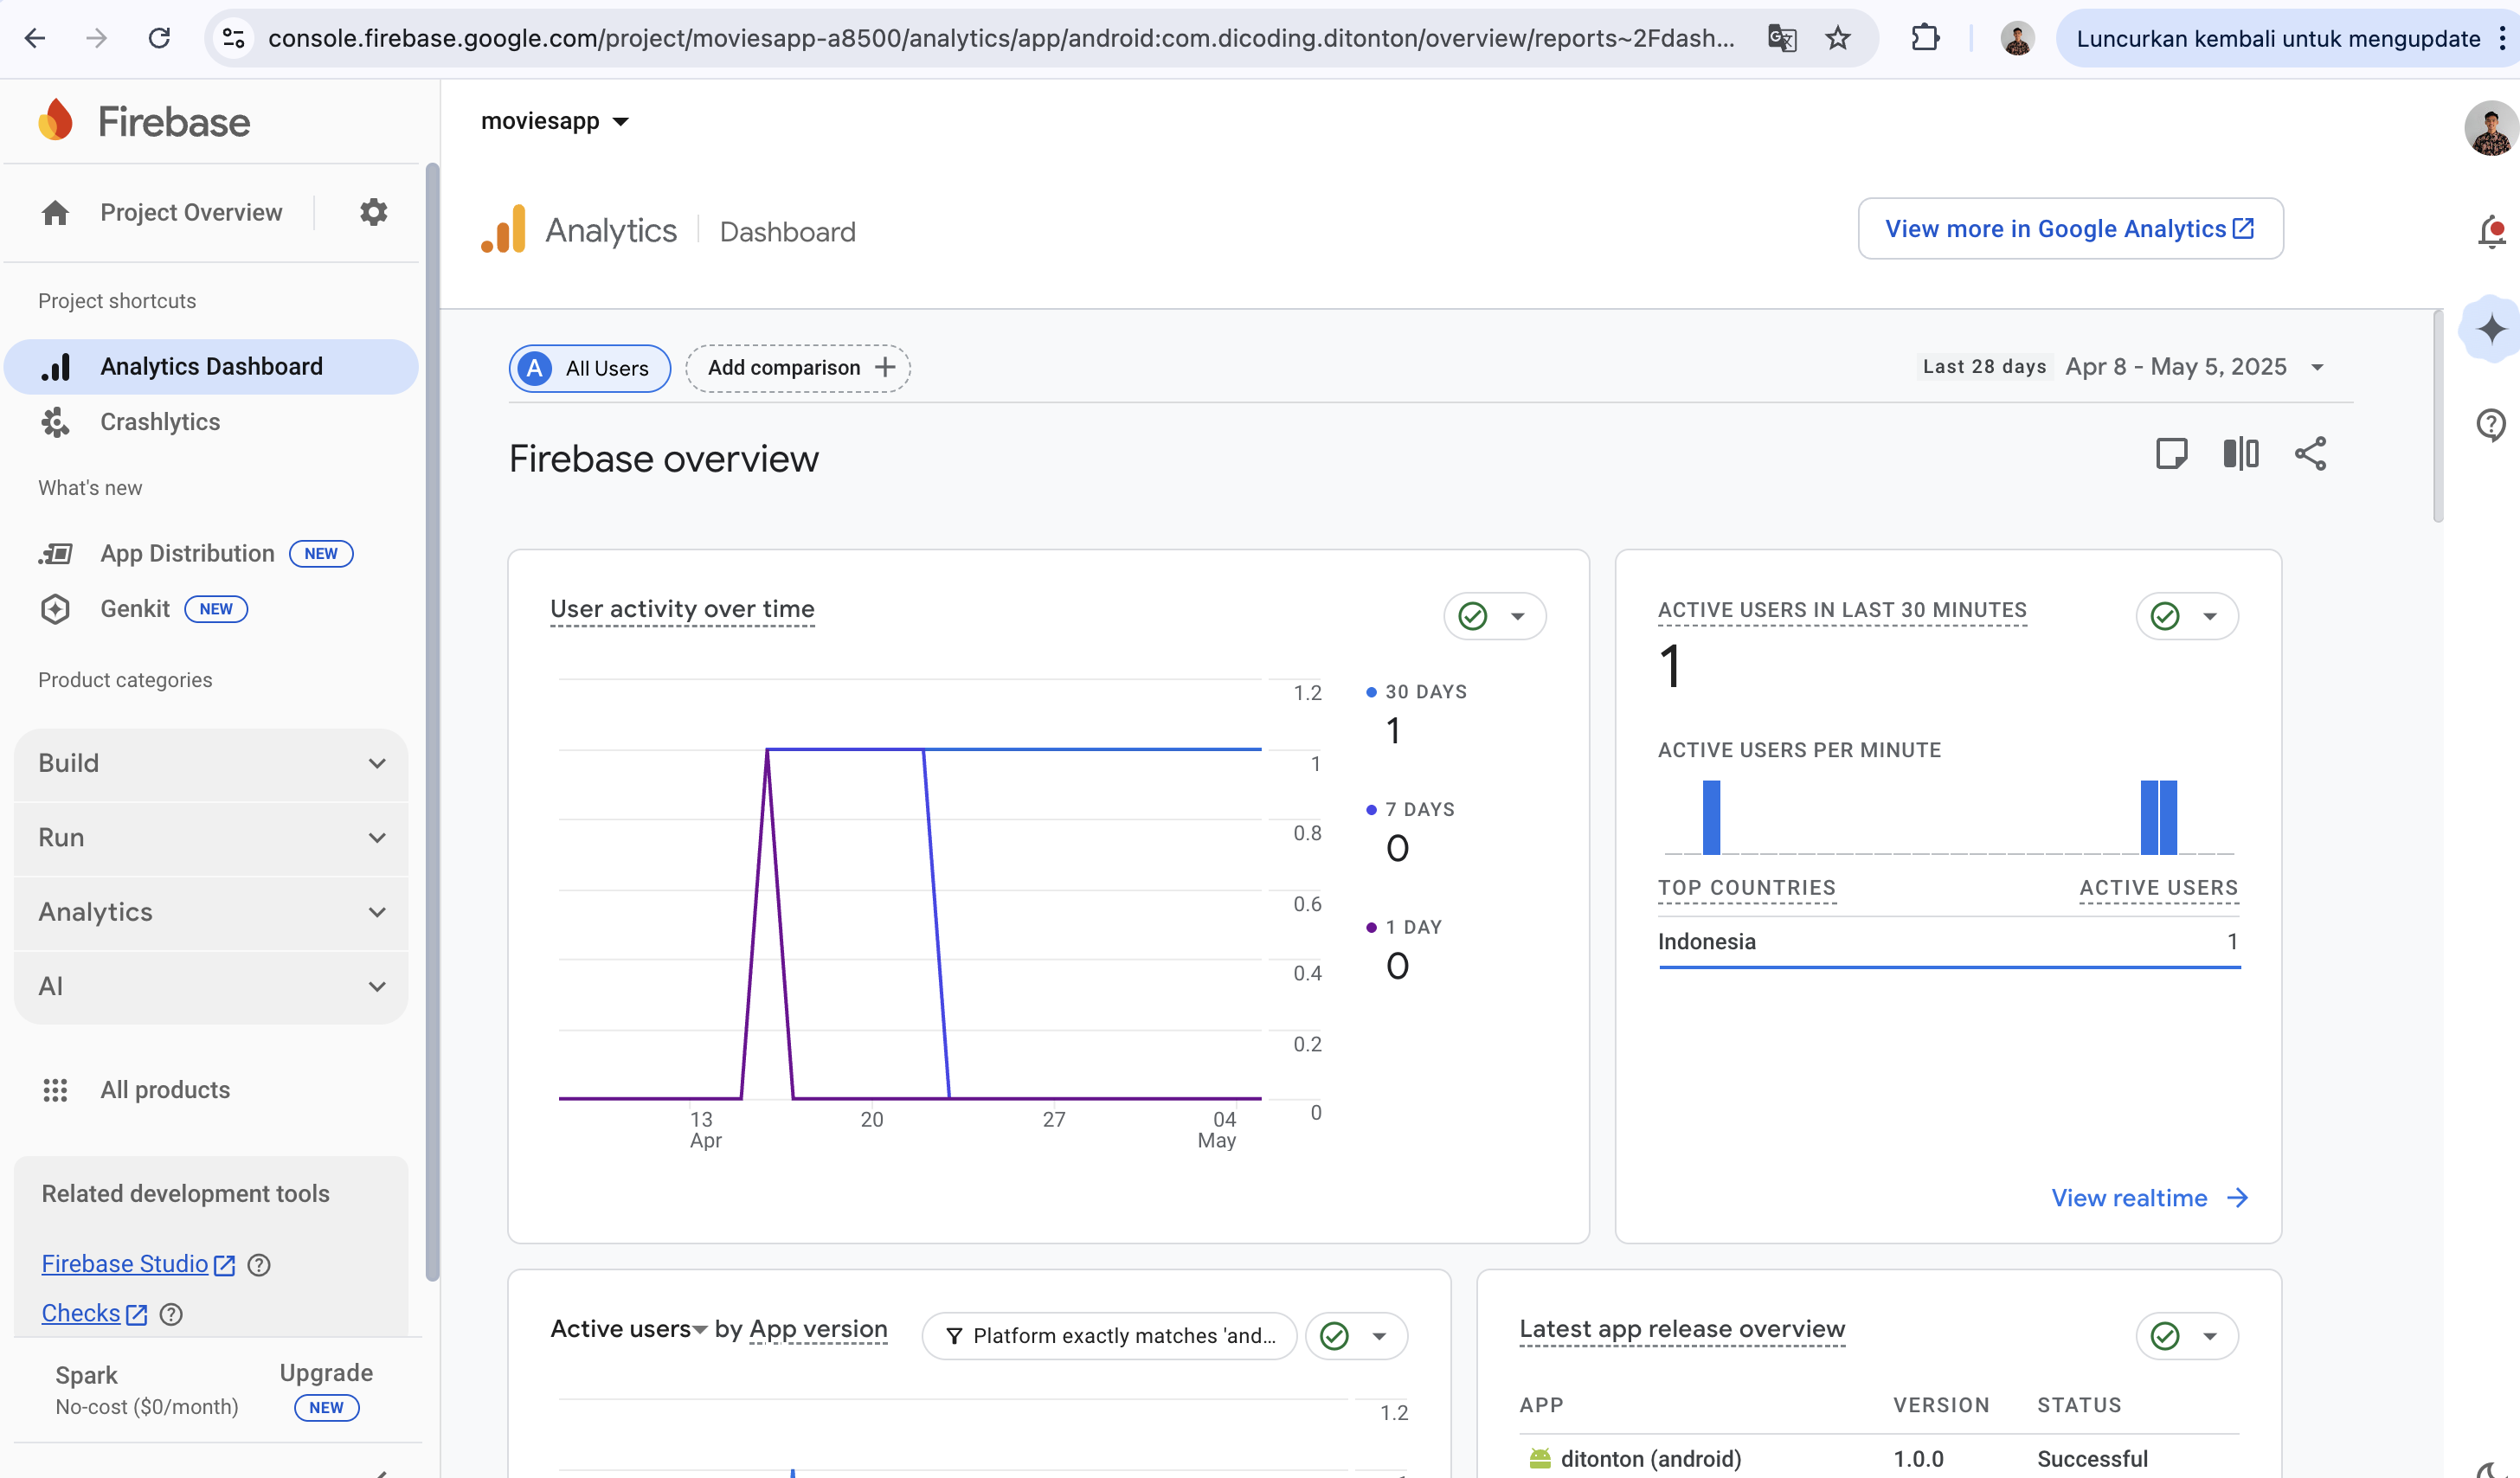 console.firebase.google.com/project/moviesapp-a8500/analytics/app/android:com.dicoding.ditonton/overview/reports~2Fdash...
Luncurkan kembali untuk mengupdate
Firebase
Project Overview
Project shortcuts
Analytics Dashboard
Crashlytics
What's new
App Distribution NEW
Genkit NEW
Product categories
Build
Run
Analytics
AI
All products
Related development tools
Firebase Studio
Checks
Spark
No-cost ($0/month)
Upgrade
NEW
moviesapp
Analytics Dashboard
View more in Google Analytics
A All Users
Add comparison
Last 28 days Apr 8 - May 5, 2025
Firebase overview
User activity over time
1.2
1
0.8
0.6
0.4
0.2
0
13
Apr
20
27
04
May
30 DAYS
1
7 DAYS
0
1 DAY
0
ACTIVE USERS IN LAST 30 MINUTES
1
ACTIVE USERS PER MINUTE
TOP COUNTRIES ACTIVE USERS
Indonesia 1
View realtime
Active users by App version
Platform exactly matches 'and...
1.2
Latest app release overview
APP VERSION STATUS
ditonton (android) 1.0.0 Successful